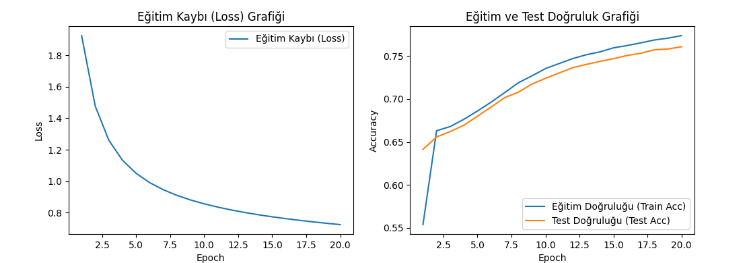 Eğitim Kaybı (Loss) Grafiği
Eğitim Kaybı (Loss)
Loss
1.8
1.6
1.4
1.2
1.0
0.8
2.5 5.0 7.5 10.0 12.5 15.0 17.5 20.0
Epoch
Eğitim ve Test Doğruluk Grafiği
Accuracy
0.75
0.70
0.65
0.60
0.55
Eğitim Doğruluğu (Train Acc)
Test Doğruluğu (Test Acc)
2.5 5.0 7.5 10.0 12.5 15.0 17.5 20.0
Epoch